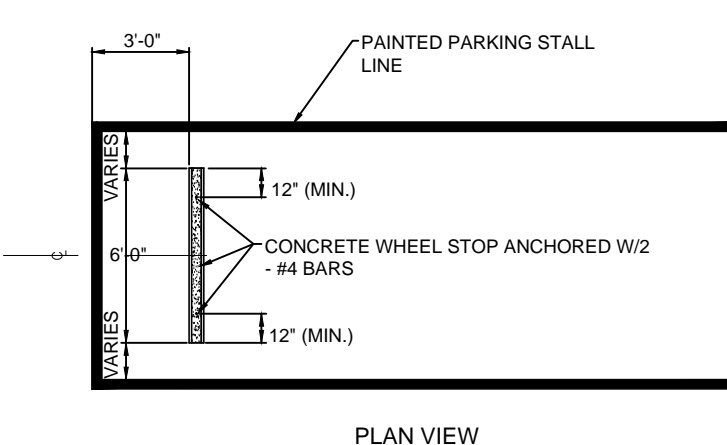 3'-0"
PAINTED PARKING STALL
LINE
VARIES
12" (MIN.)
CONCRETE WHEEL STOP ANCHORED W/2
- #4 BARS
CL
6'-0"
VARIES
12" (MIN.)
PLAN VIEW